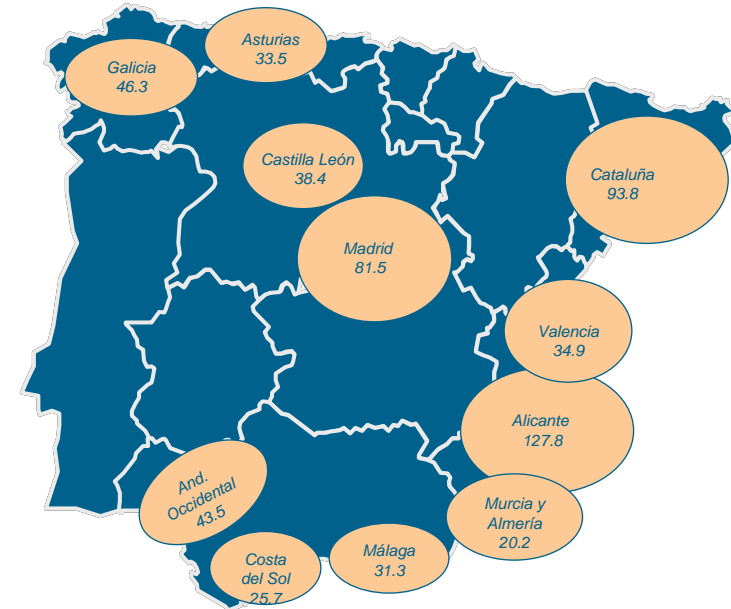 Asturias
33.5
Galicia
46.3
Castilla León
38.4
Cataluña
93.8
Madrid
81.5
Valencia
34.9
Alicante
127.8
And.
Occidental
43.5
Murcia y
Almería
20.2
Málaga
31.3
Costa
del Sol
25.7